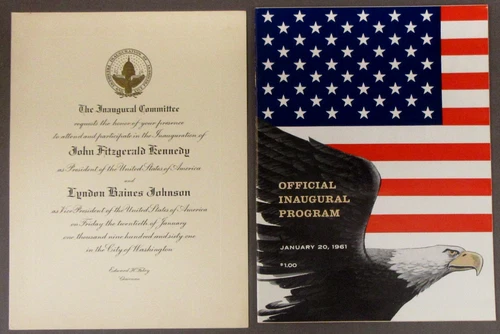 The Inaugural Committee
requests the honor of your presence
to attend and participate in the Inauguration of
John Fitzgerald Kennedy
as President of the United States of America
and
Lyndon Baines Johnson
as Vice President of the United States of America
on Friday the twentieth of January
one thousand nine hundred and sixty one
in the City of Washington
Chairman
OFFICIAL
INAUGURAL
PROGRAM
JANUARY 20, 1961
$1.00